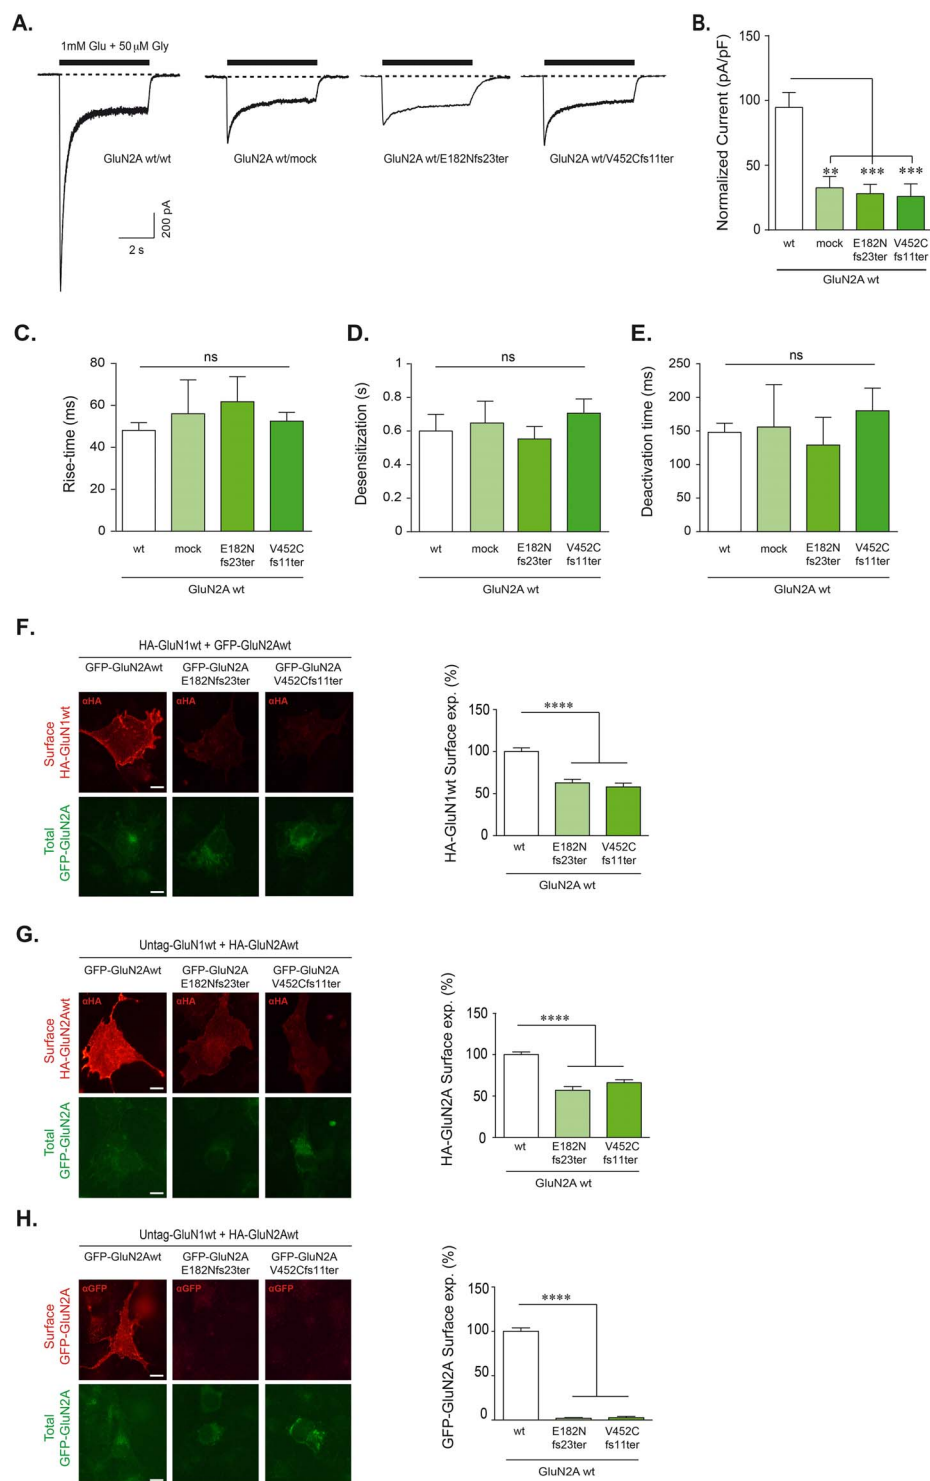 A.
1mM Glu + 50 μM Gly
GluN2A wt/wt
GluN2A wt/mock
GluN2A wt/E182Nfs23ter
GluN2A wt/V452Cfs11ter
200 pA
2 s
B.
Normalized Current (pA/pF)
150
100
50
0
** *** ***
wt mock E182N V452C
fs23ter fs11ter
GluN2A wt
C.
Rise-time (ms)
80
60
40
20
0
ns
wt mock E182N V452C
fs23ter fs11ter
GluN2A wt
D.
Desensitization (s)
1
0.8
0.6
0.4
0.2
0
ns
wt mock E182N V452C
fs23ter fs11ter
GluN2A wt
E.
Deactivation time (ms)
250
200
150
100
50
0
ns
wt mock E182N V452C
fs23ter fs11ter
GluN2A wt
F.
HA-GluN1wt + GFP-GluN2Awt
GFP-GluN2Awt GFP-GluN2A GFP-GluN2A
E182Nfs23ter V452Cfs11ter
Surface
HA-GluN1wt
αHA αHA αHA
Total
GFP-GluN2A
HA-GluN1wt Surface exp. (%)
150
100
50
0
****
wt E182N V452C
fs23ter fs11ter
GluN2A wt
G.
Untag-GluN1wt + HA-GluN2Awt
GFP-GluN2Awt GFP-GluN2A GFP-GluN2A
E182Nfs23ter V452Cfs11ter
Surface
HA-GluN2Awt
αHA αHA αHA
Total
GFP-GluN2A
HA-GluN2A Surface exp. (%)
150
100
50
0
****
wt E182N V452C
fs23ter fs11ter
GluN2A wt
H.
Untag-GluN1wt + HA-GluN2Awt
GFP-GluN2Awt GFP-GluN2A GFP-GluN2A
E182Nfs23ter V452Cfs11ter
Surface
GFP-GluN2A
αGFP αGFP αGFP
Total
GFP-GluN2A
GFP-GluN2A Surface exp. (%)
150
100
50
0
****
wt E182N V452C
fs23ter fs11ter
GluN2A wt